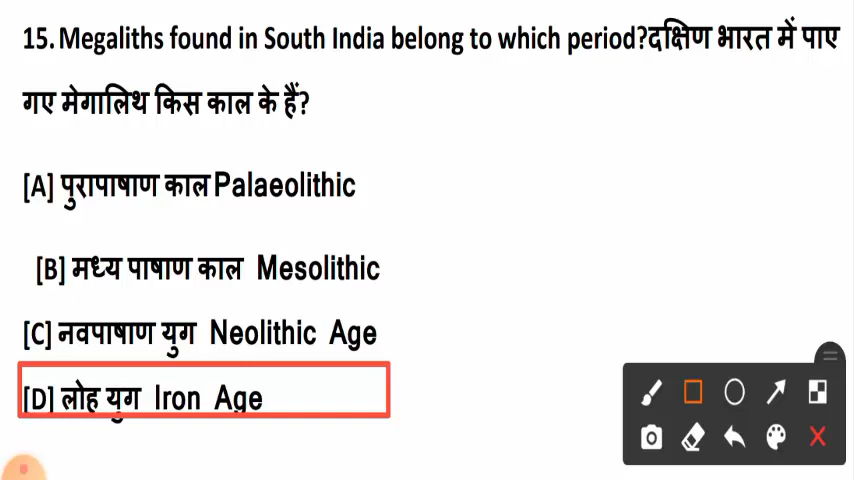 15. Megaliths found in South India belong to which period?दक्षिण भारत में पाए
गए मेगालिथ किस काल के हैं?
[A] पुरापाषाण काल Palaeolithic
[B] मध्य पाषाण काल Mesolithic
[C] नवपाषाण युग Neolithic Age
[D] लोह युग Iron Age